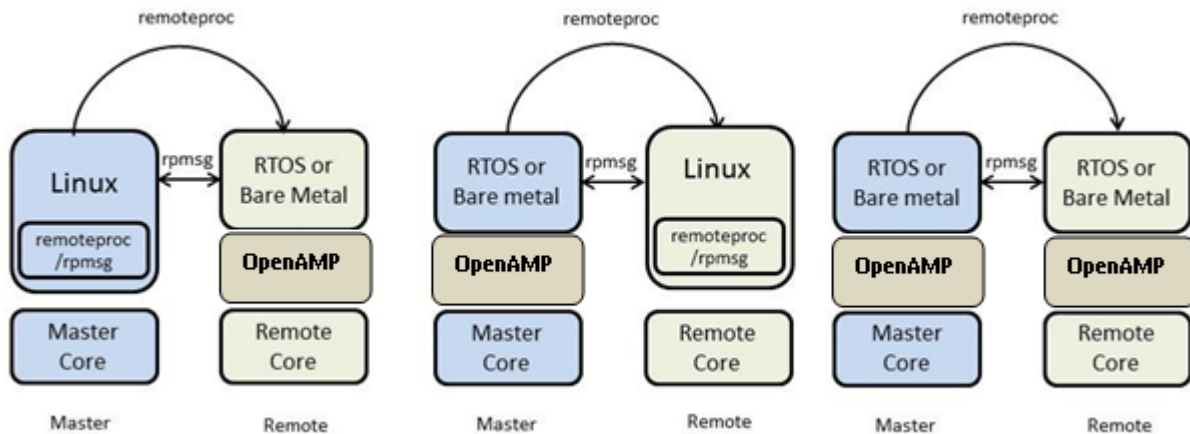 remoteproc
Linux
remoteproc
/rpmsg
rpmsg
RTOS or
Bare Metal
OpenAMP
Master
Core
Remote
Core
Master
Remote
remoteproc
RTOS or
Bare metal
OpenAMP
rpmsg
Linux
remoteproc
/rpmsg
Master
Core
Remote
Core
Master
Remote
remoteproc
RTOS or
Bare metal
OpenAMP
rpmsg
RTOS or
Bare Metal
OpenAMP
Master
Core
Remote
Core
Master
Remote